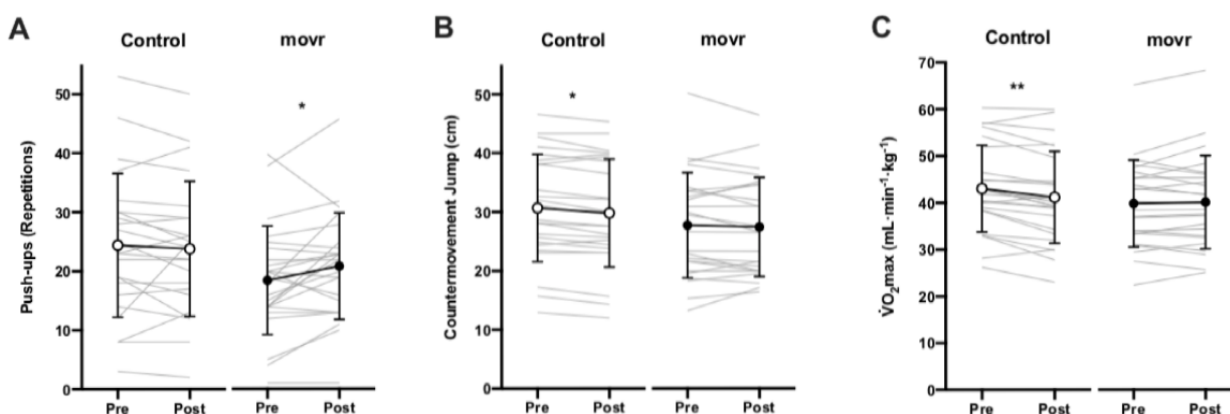 A
Control
movr
*
Push-ups (Repetitions)
50
40
30
20
10
0
Pre
Post
Pre
Post
B
Control
movr
*
Countermovement Jump (cm)
50
40
30
20
10
0
Pre
Post
Pre
Post
C
Control
movr
**
V̇O₂max (mL·min⁻¹·kg⁻¹)
70
60
50
40
30
20
10
0
Pre
Post
Pre
Post